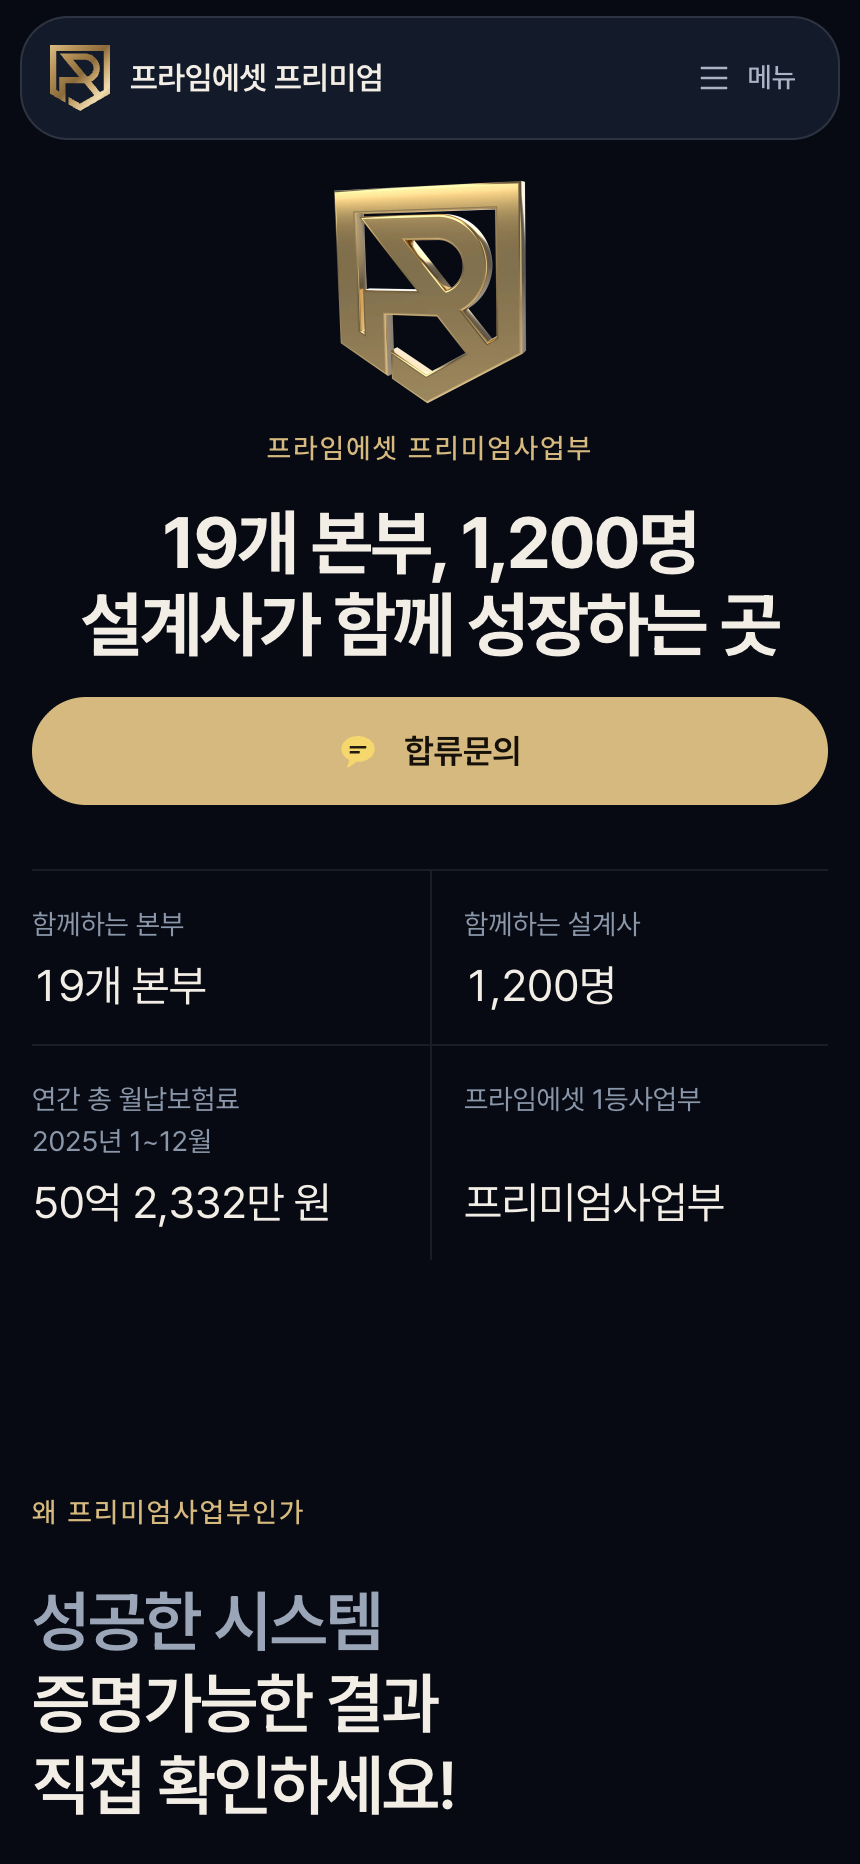 프라임에셋 프리미엄
메뉴
프라임에셋 프리미엄사업부
19개 본부, 1,200명
설계사가 함께 성장하는 곳
합류문의
함께하는 본부
19개 본부
함께하는 설계사
1,200명
연간 총 월납보험료
2025년 1~12월
50억 2,332만 원
프라임에셋 1등사업부
프리미엄사업부
왜 프리미엄사업부인가
성공한 시스템
증명가능한 결과
직접 확인하세요!